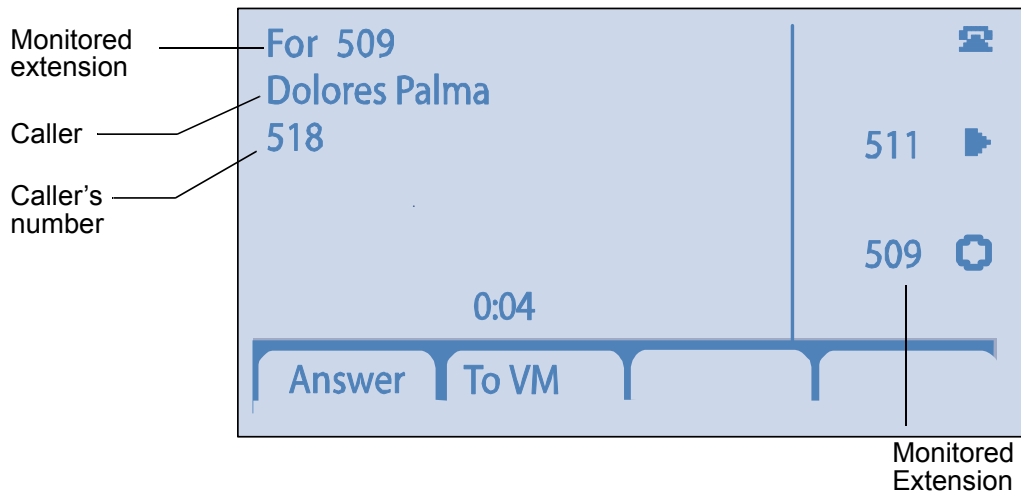 Monitored
extension
Caller
Caller's
number
For 509
Dolores Palma
518
511
509
0:04
Answer
To VM
Monitored
Extension